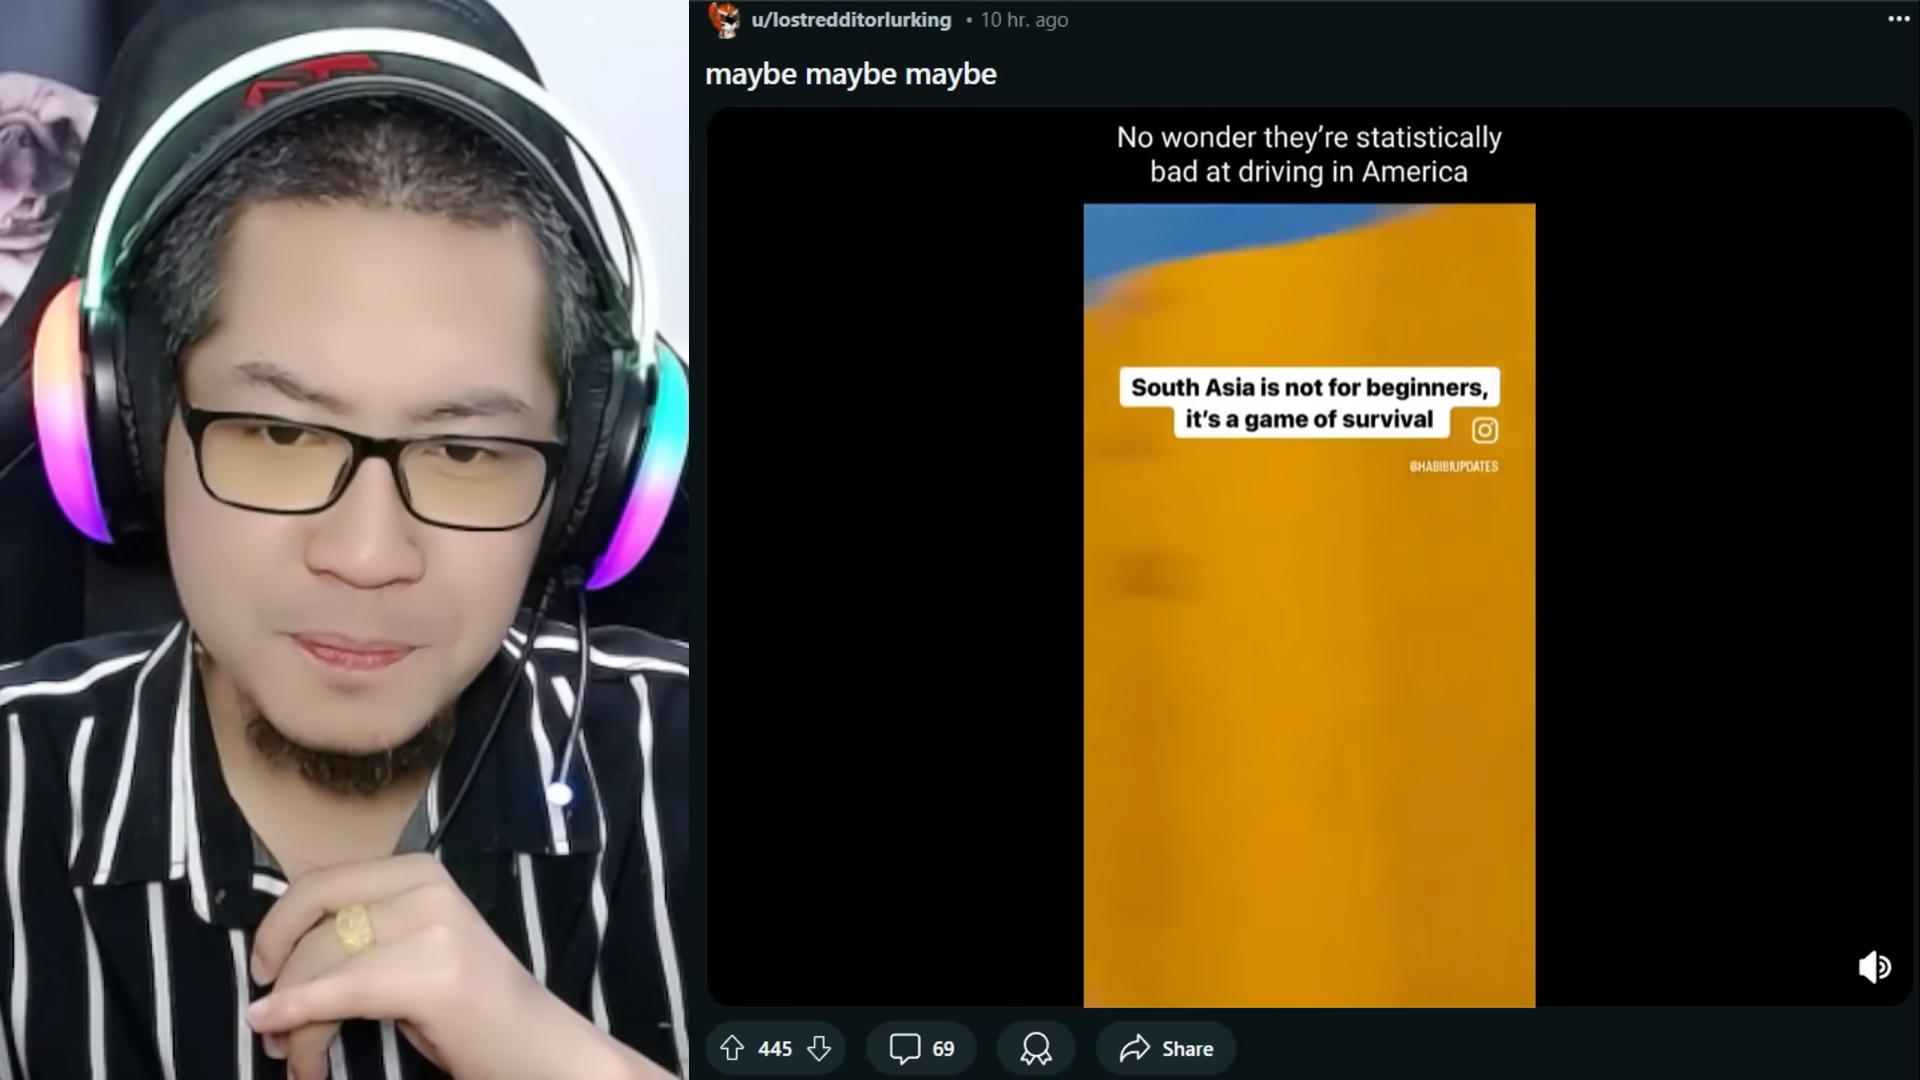 u/lostredditorlurking • 10 hr. ago
maybe maybe maybe
No wonder they’re statistically
bad at driving in America
South Asia is not for beginners,
it’s a game of survival
@HABIBIUPDATES
445
69
Share